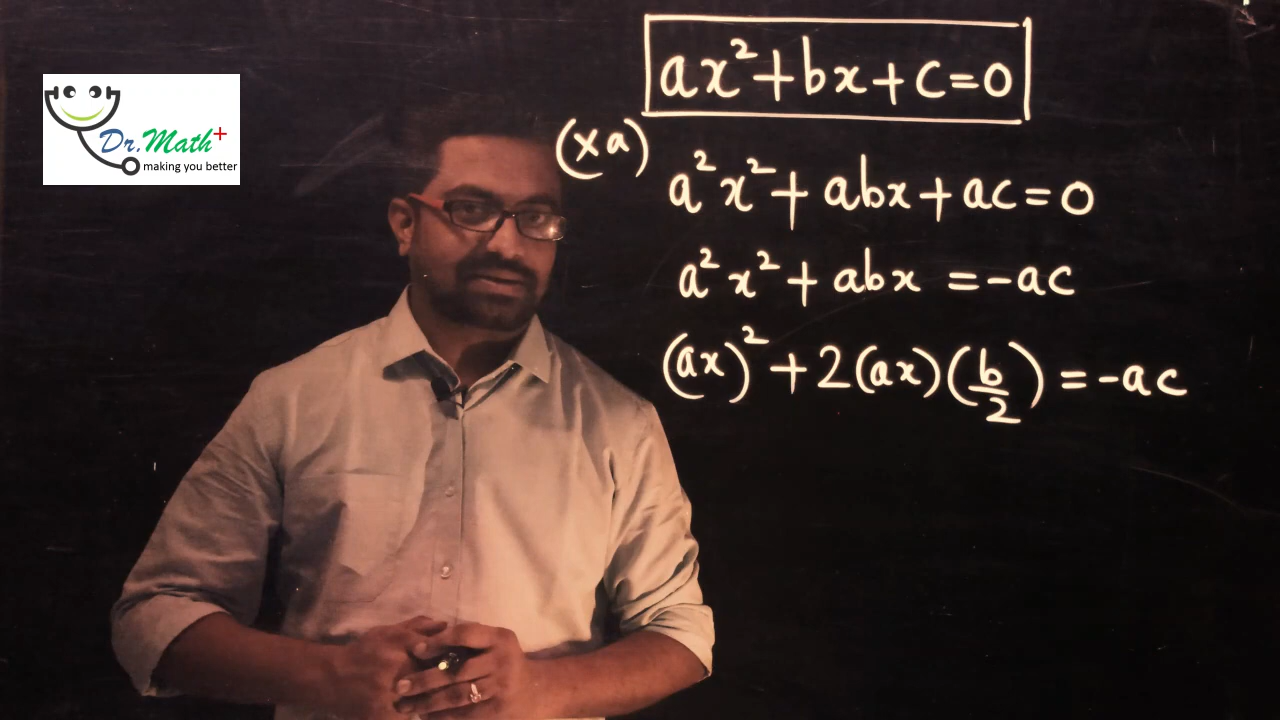 Dr.Math+
making you better
ax²+bx+c=0
(x a)
a²x²+abx+ac=0
a²x²+abx =-ac
(ax)²+2(ax)(b/2)=-ac